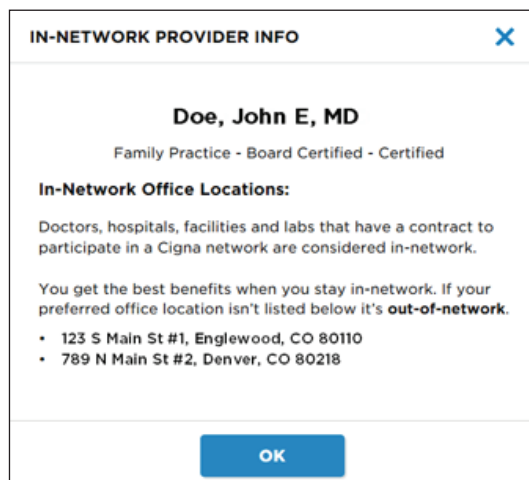 IN-NETWORK PROVIDER INFO
Doe, John E, MD
Family Practice - Board Certified - Certified
In-Network Office Locations:
Doctors, hospitals, facilities and labs that have a contract to
participate in a Cigna network are considered in-network.
You get the best benefits when you stay in-network. If your
preferred office location isn't listed below it's out-of-network.
• 123 S Main St #1, Englewood, CO 80110
• 789 N Main St #2, Denver, CO 80218
OK